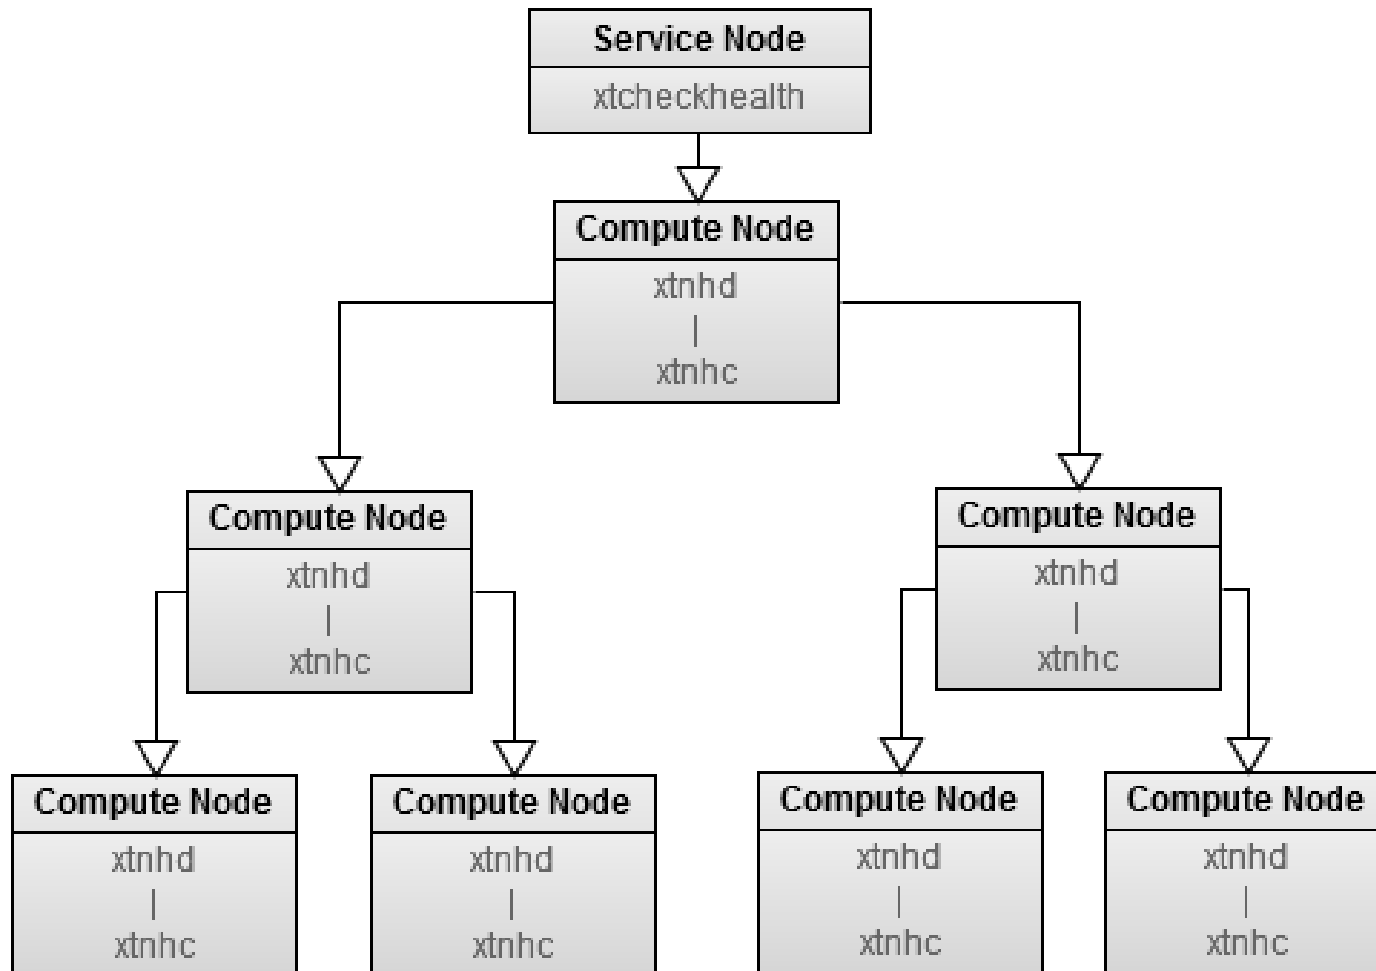 Service Node
xtcheckhealth
Compute Node
xtnhd
|
xtnhc
Compute Node
xtnhd
|
xtnhc
Compute Node
xtnhd
|
xtnhc
Compute Node
xtnhd
|
xtnhc
Compute Node
xtnhd
|
xtnhc
Compute Node
xtnhd
|
xtnhc
Compute Node
xtnhd
|
xtnhc